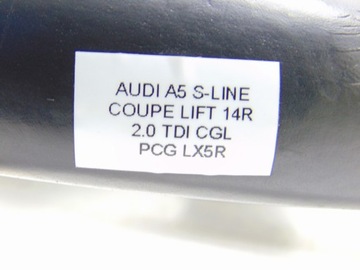 AUDI A5 S-LINE
COUPE LIFT 14R
2.0 TDI CGL
PCG LX5R